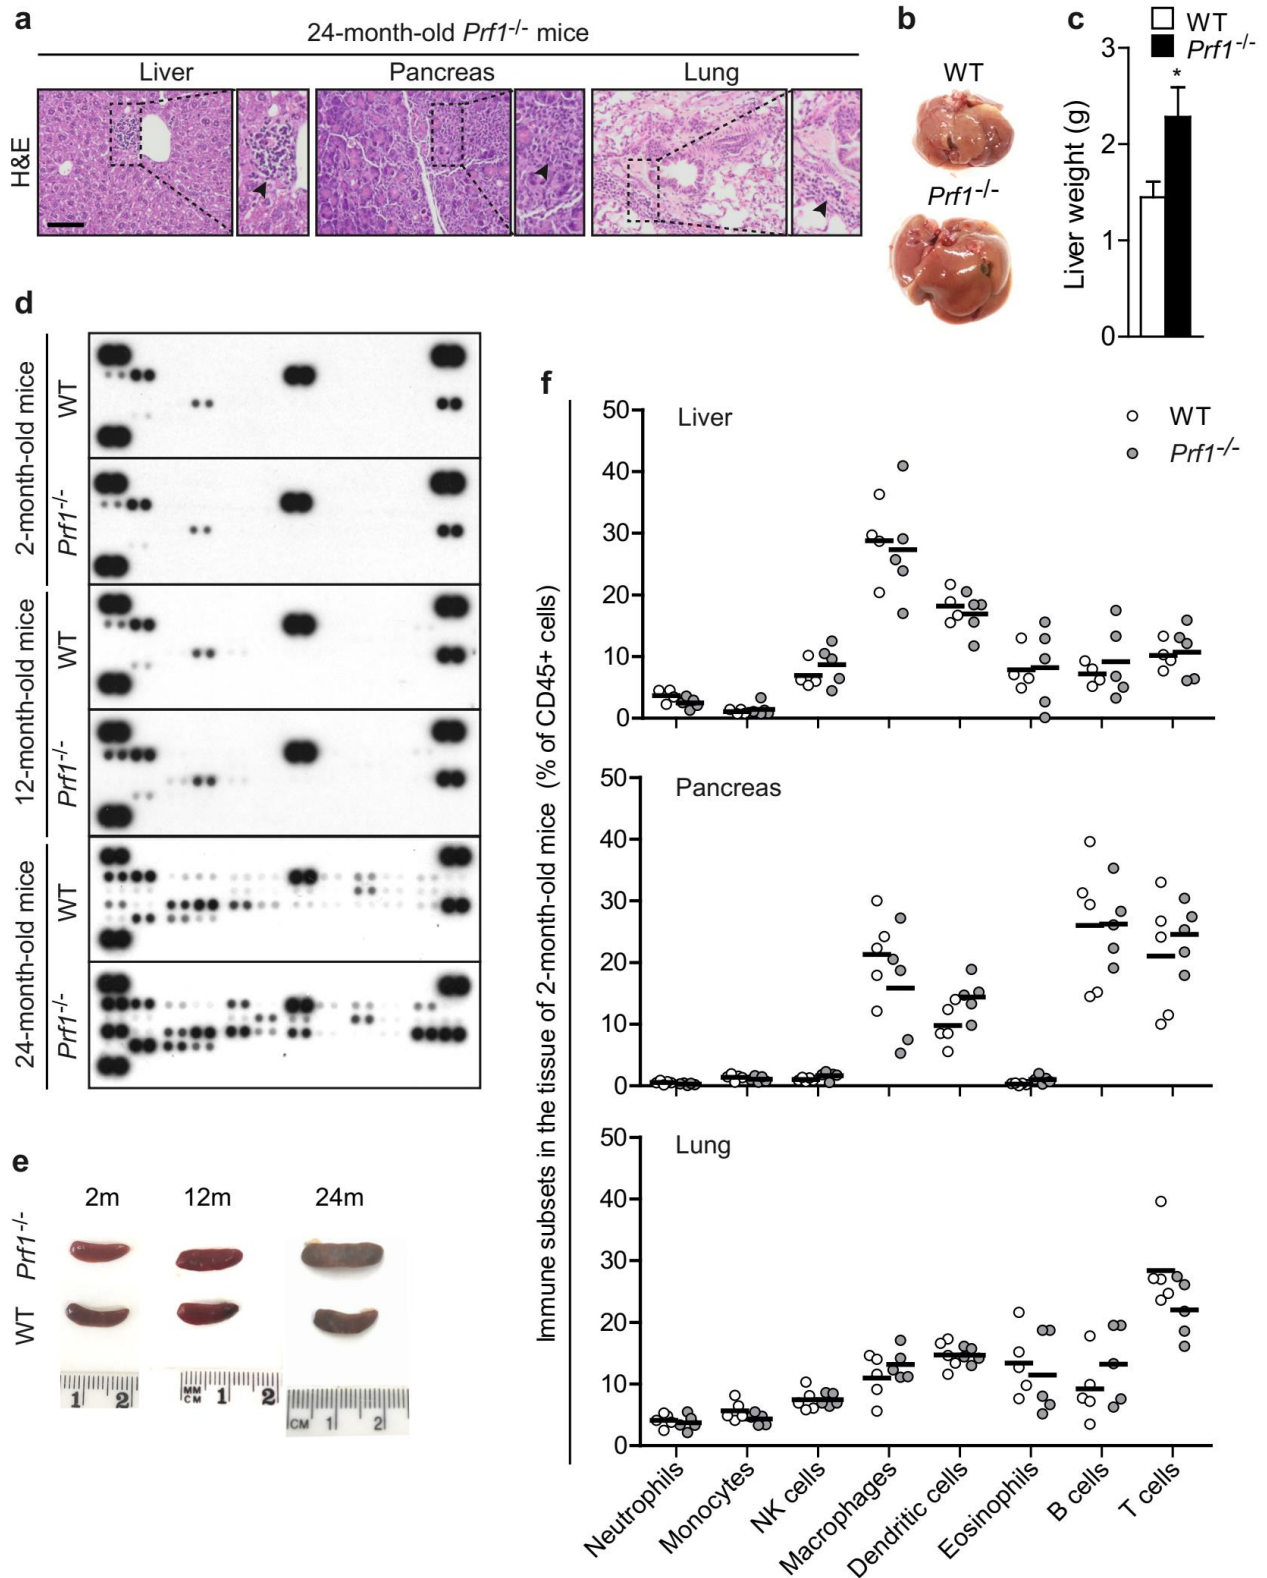 a
24-month-old Prf1-/- mice
Liver
Pancreas
Lung
H&E
b
WT
Prf1-/-
c
WT
Prf1-/-
3
2
1
0
Liver weight (g)
*
d
2-month-old mice
WT
Prf1-/-
12-month-old mice
WT
Prf1-/-
24-month-old mice
WT
Prf1-/-
e
2m
12m
24m
Prf1-/-
WT
1 2
MM
CM 1 2
CM 1 2
f
Immune subsets in the tissue of 2-month-old mice (% of CD45+ cells)
WT
Prf1-/-
Liver
50
40
30
20
10
0
Pancreas
50
40
30
20
10
0
Lung
50
40
30
20
10
0
Neutrophils
Monocytes
NK cells
Macrophages
Dendritic cells
Eosinophils
B cells
T cells